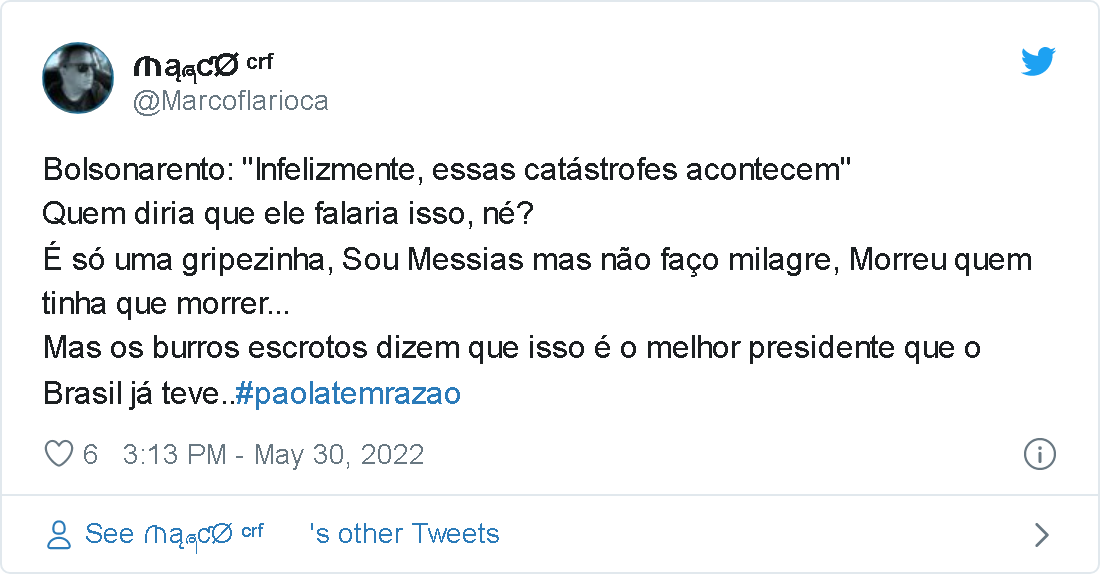 ጠąཞƈØ ᶜʳᶠ
@Marcoflarioca
Bolsonarento: "Infelizmente, essas catástrofes acontecem"
Quem diria que ele falaria isso, né?
É só uma gripezinha, Sou Messias mas não faço milagre, Morreu quem
tinha que morrer...
Mas os burros escrotos dizem que isso é o melhor presidente que o
Brasil já teve..#paolatemrazao
6 3:13 PM - May 30, 2022
See ጠąཞƈØ ᶜʳᶠ 's other Tweets